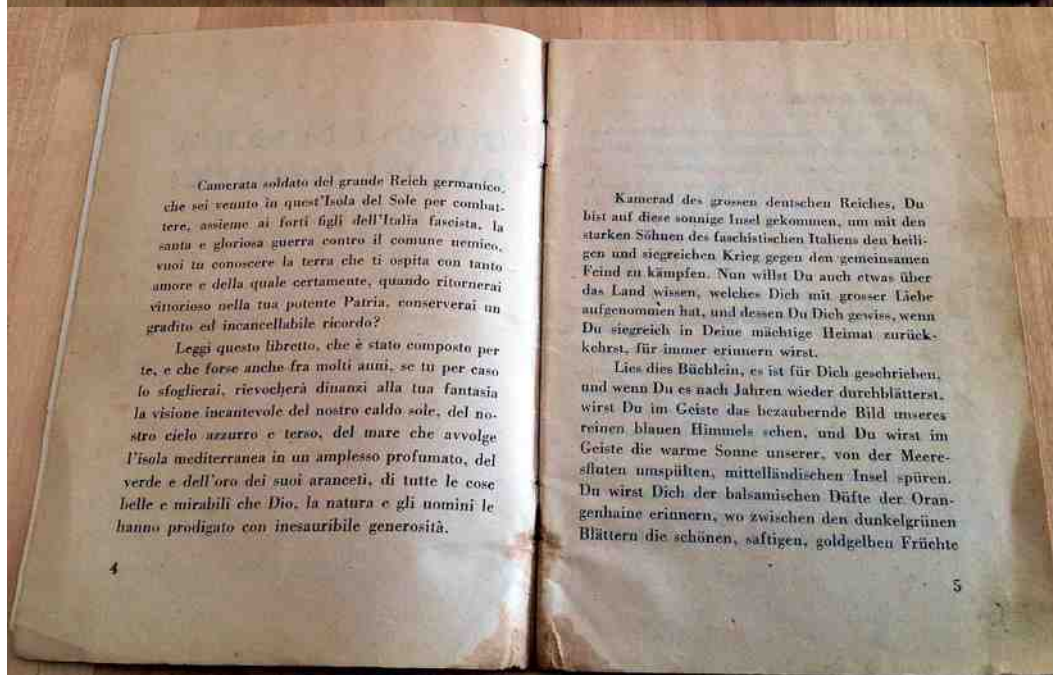 Camerata soldato del grande Reich germanico,
che sei venuto in quest'Isola del Sole per combat-
tere, assieme ai forti figli dell'Italia fascista, la
santa e gloriosa guerra contro il comune nemico,
vuoi tu conoscere la terra che ti ospita con tanto
amore e della quale certamente, quando ritornerai
vittorioso nella tua potente Patria, conserverai un
gradito ed incancellabile ricordo?
Leggi questo libretto, che è stato composto per
te, e che forse anche fra molti anni, se tu per caso
lo sfoglierai, rievocherà dinanzi alla tua fantasia
la visione incantevole del nostro caldo sole, del no-
stro cielo azzurro e terso, del mare che avvolge
l'isola mediterranea in un amplesso profumato, del
verde e dell'oro dei suoi aranceti, di tutte le cose
belle e mirabili che Dio, la natura e gli uomini le
hanno prodigato con inesauribile generosità.
4
Kamerad des grossen deutschen Reiches, Du
bist auf diese sonnige Insel gekommen, um mit den
starken Söhnen des faschistischen Italiens den heili-
gen und siegreichen Krieg gegen den gemeinsamen
Feind zu kämpfen. Nun willst Du auch etwas über
das Land wissen, welches Dich mit grosser Liebe
aufgenommen hat, und dessen Du Dich gewiss, wenn
Du siegreich in Deine mächtige Heimat zurück-
kehrst, für immer erinnern wirst.
Lies dies Büchlein, es ist für Dich geschrieben,
und wenn Du es nach Jahren wieder durchblätterst,
wirst Du im Geiste das bezaubernde Bild unseres
reinen blauen Himmels sehen, und Du wirst im
Geiste die warme Sonne unserer, von der Meere-
sfluten umspülten, mittelländischen Insel spüren.
Du wirst Dich der balsamischen Düfte der Oran-
genhaine erinnern, wo zwischen den dunkelgrünen
Blättern die schönen, saftigen, goldgelben Früchte
5